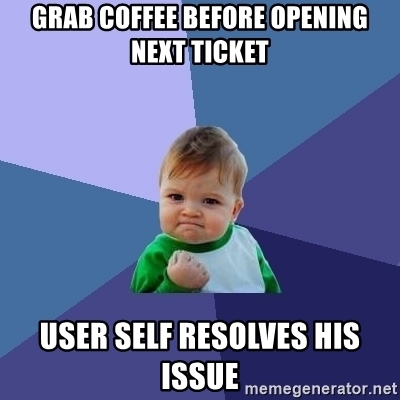 GRAB COFFEE BEFORE OPENING
NEXT TICKET
USER SELF RESOLVES HIS
ISSUE
memegenerator.net